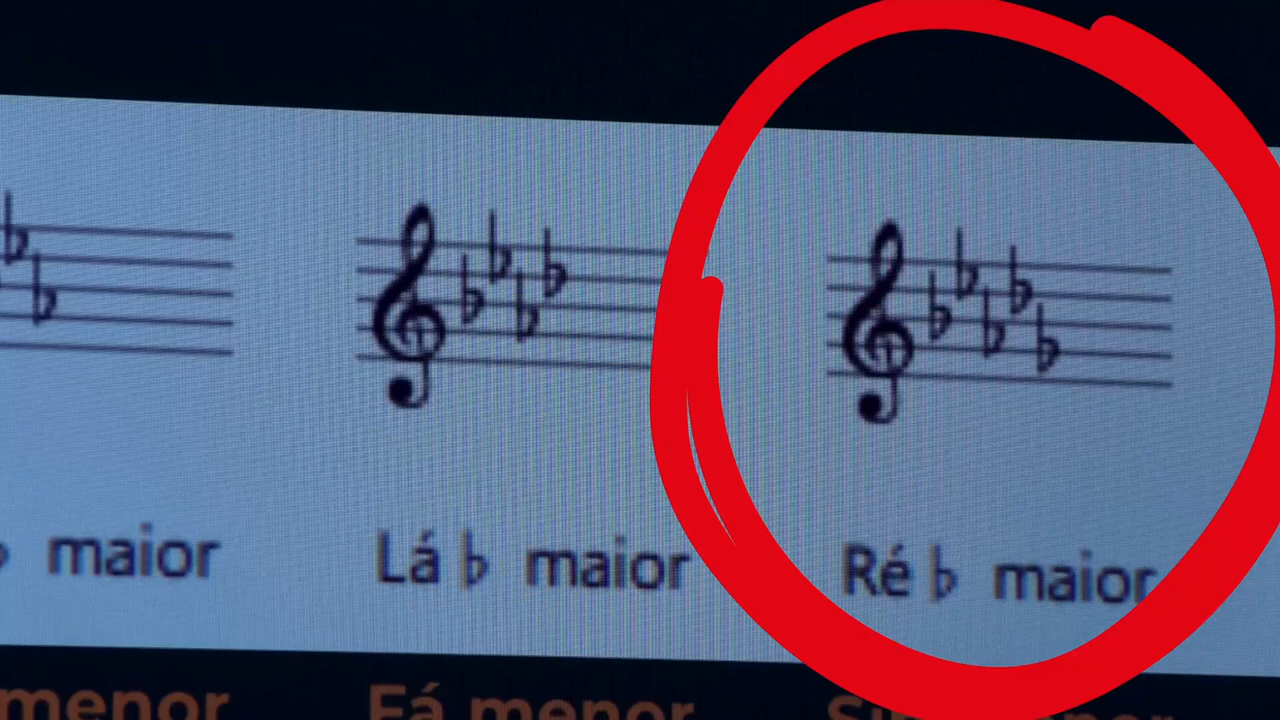 ♭ maior
Lá ♭ maior
Ré ♭ maior
menor
Fá menor